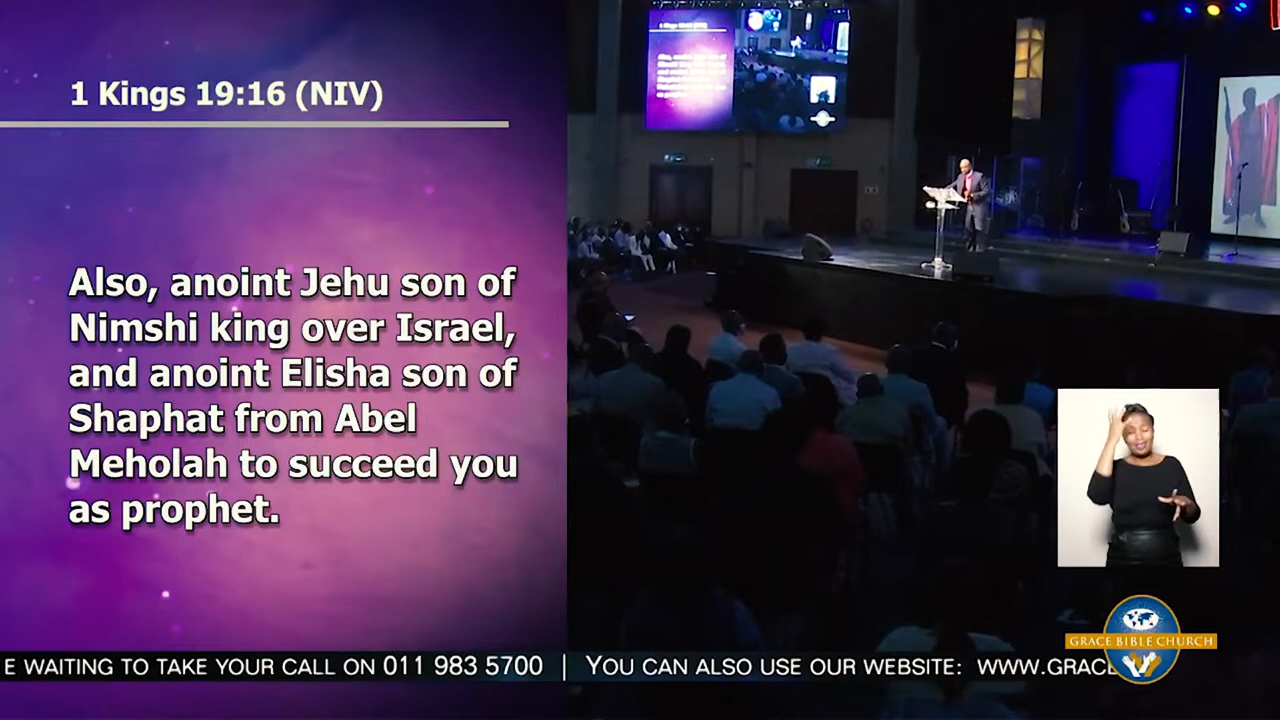 1 Kings 19:16 (NIV)
Also, anoint Jehu son of
Nimshi king over Israel,
and anoint Elisha son of
Shaphat from Abel
Meholah to succeed you
as prophet.
GRACE BIBLE CHURCH
E WAITING TO TAKE YOUR CALL ON 011 983 5700 | YOU CAN ALSO USE OUR WEBSITE: WWW.GRACE